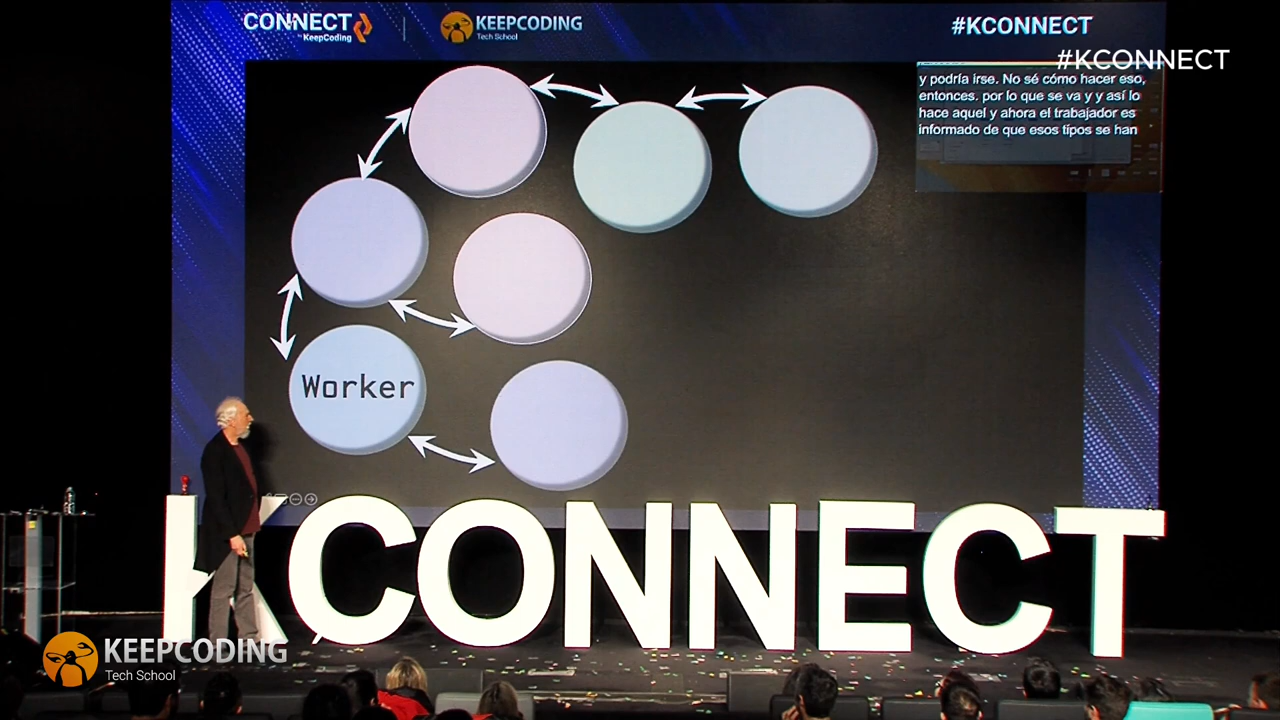 CONNECT
by KeepCoding
KEEPCODING
Tech School
#KCONNECT
#KCONNECT
y podría irse. No sé cómo hacer eso,
entonces. por lo que se va y y así lo
hace aquel y ahora el trabajador es
informado de que esos tipos se han
Worker
KCONNECT
KEEPCODING
Tech School